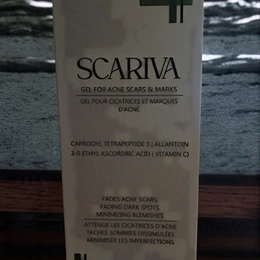 SCARIVA
GEL FOR ACNE SCARS & MARKS
GEL POUR CICATRICES ET MARQUES
D'ACNÉ
CAPROOYL TETRAPEPTIDE 3 | ALLANTOIN
3-0 ETHYL ASCORBIC ACID ( VITAMIN C)
FADES ACNE SCARS
FADING DARK SPOTS
MINIMIZING BLEMISHES
ATTENUE LES CICATRICES D'ACNÉ
TACHES SOMBRES DISSIMULÉES
MINIMISER LES IMPERFECTIONS